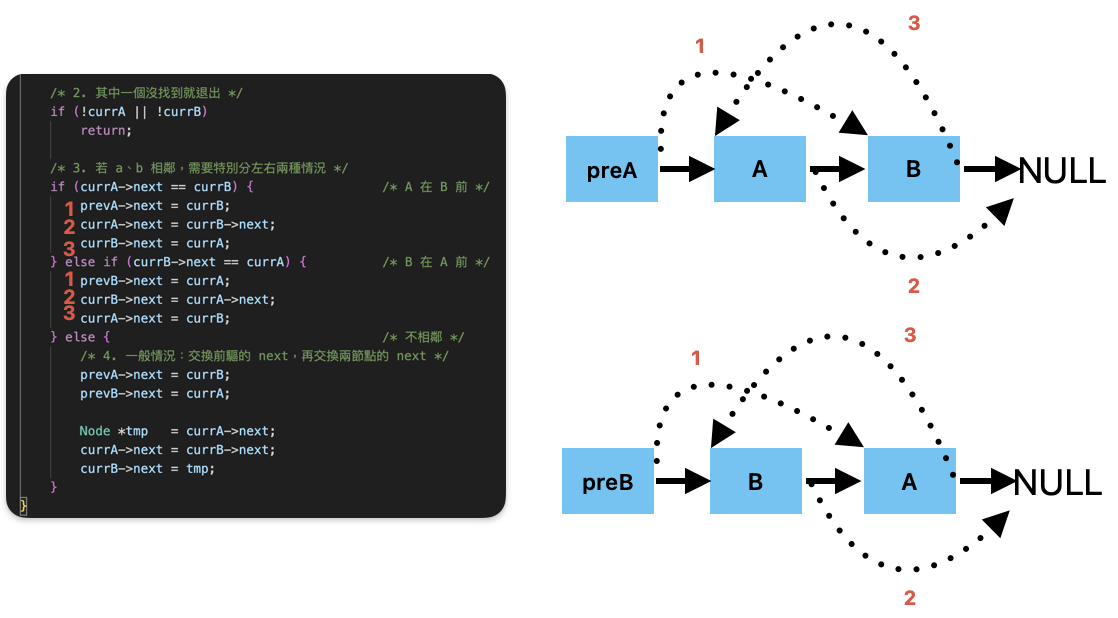 /* 2. 其中一個沒找到就退出 */
if (!currA || !currB)
return;
/* 3. 若 a、b 相鄰，需要特別分左右兩種情況 */
if (currA->next == currB) { /* A 在 B 前 */
1 prevA->next = currB;
2 currA->next = currB->next;
3 currB->next = currA;
} else if (currB->next == currA) { /* B 在 A 前 */
1 prevB->next = currA;
2 currB->next = currA->next;
3 currA->next = currB;
} else { /* 不相鄰 */
/* 4. 一般情況：交換前驅的 next，再交換兩節點的 next */
prevA->next = currB;
prevB->next = currA;
Node *tmp = currA->next;
currA->next = currB->next;
currB->next = tmp;
}
}
3
1
preA A B NULL
2
3
1
preB B A NULL
2